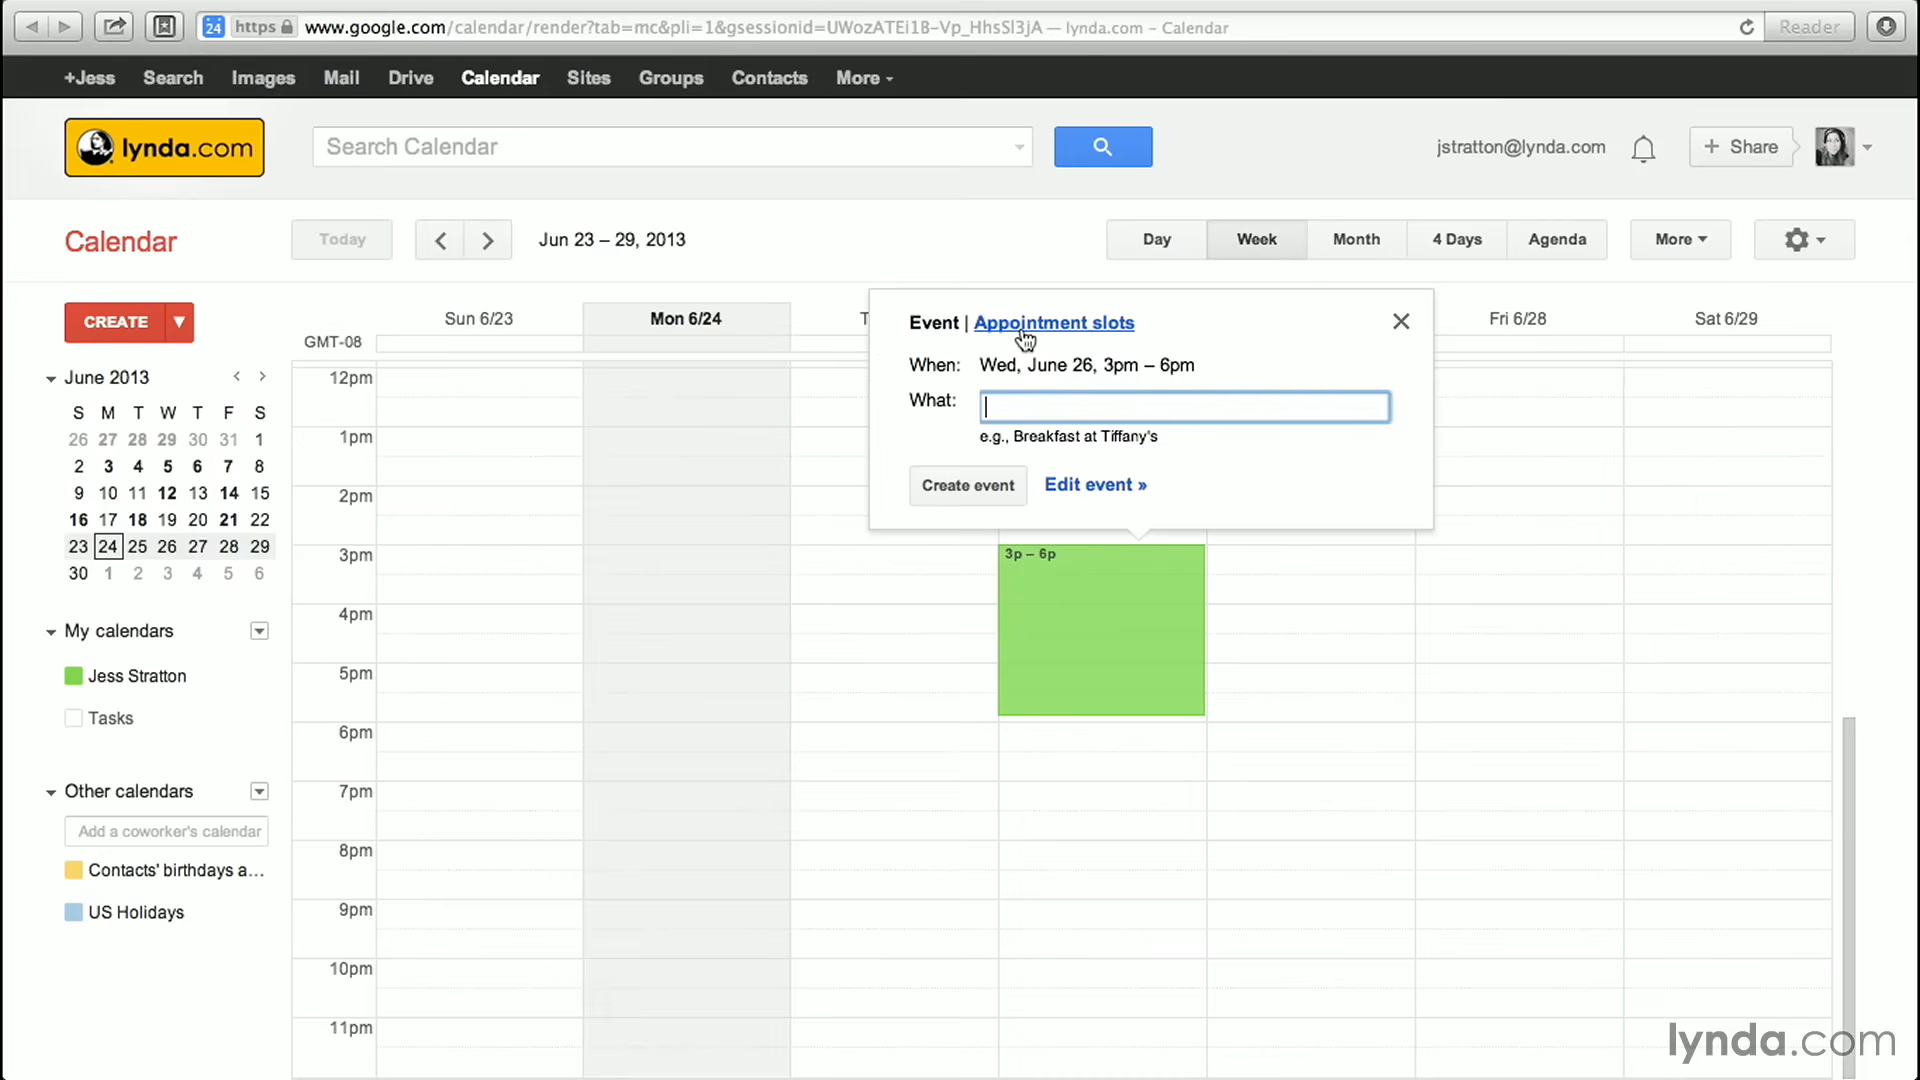 24 https www.google.com/calendar/render?tab=mc&pli=1&gsessionid=UWozATEi1B-Vp_HhsSl3jA — lynda.com – Calendar Reader
+Jess Search Images Mail Drive Calendar Sites Groups Contacts More
lynda.com Search Calendar jstratton@lynda.com + Share
Calendar Today Jun 23 – 29, 2013 Day Week Month 4 Days Agenda More
CREATE
June 2013
S M T W T F S
26 27 28 29 30 31 1
2 3 4 5 6 7 8
9 10 11 12 13 14 15
16 17 18 19 20 21 22
23 24 25 26 27 28 29
30 1 2 3 4 5 6
My calendars
Jess Stratton
Tasks
Other calendars
Add a coworker's calendar
Contacts' birthdays a...
US Holidays
Sun 6/23 Mon 6/24 T Fri 6/28 Sat 6/29
GMT-08
12pm
1pm
2pm
3pm
4pm
5pm
6pm
7pm
8pm
9pm
10pm
11pm
Event | Appointment slots
When: Wed, June 26, 3pm – 6pm
What:
e.g., Breakfast at Tiffany's
Create event Edit event »
3p – 6p
lynda.com